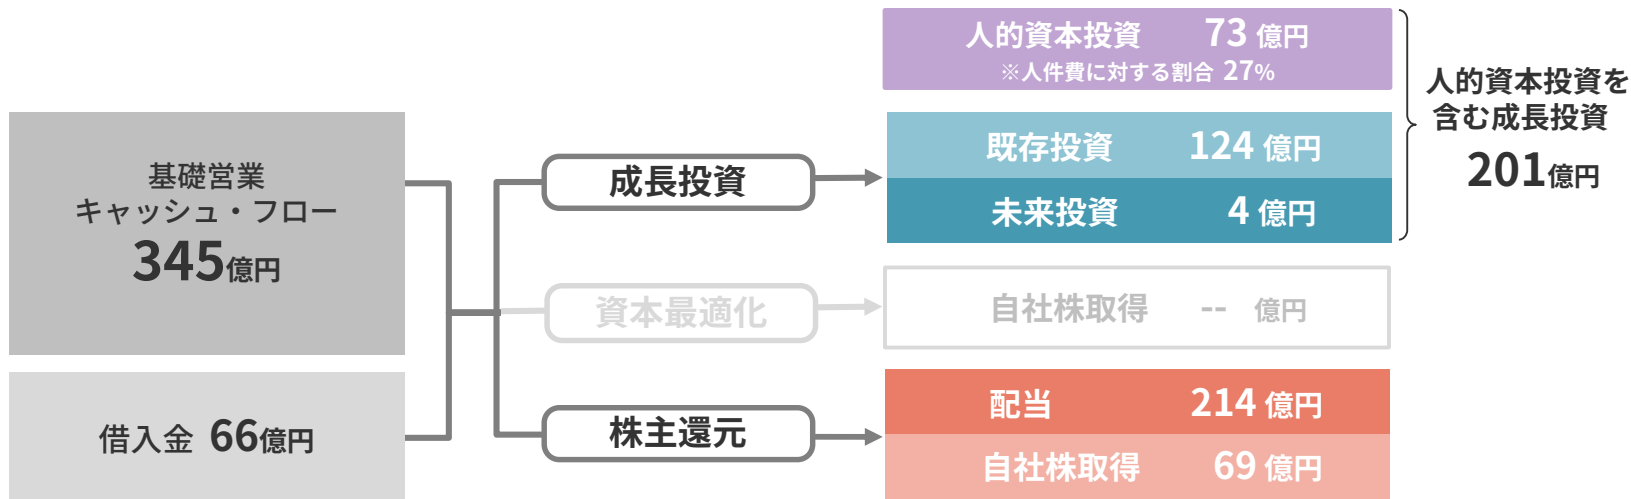 基礎営業
キャッシュ・フロー
345億円
借入金 66億円
成長投資
資本最適化
株主還元
人的資本投資 73 億円
※人件費に対する割合 27%
既存投資 124 億円
未来投資 4 億円
自社株取得 -- 億円
配当 214 億円
自社株取得 69 億円
人的資本投資を
含む成長投資
201億円